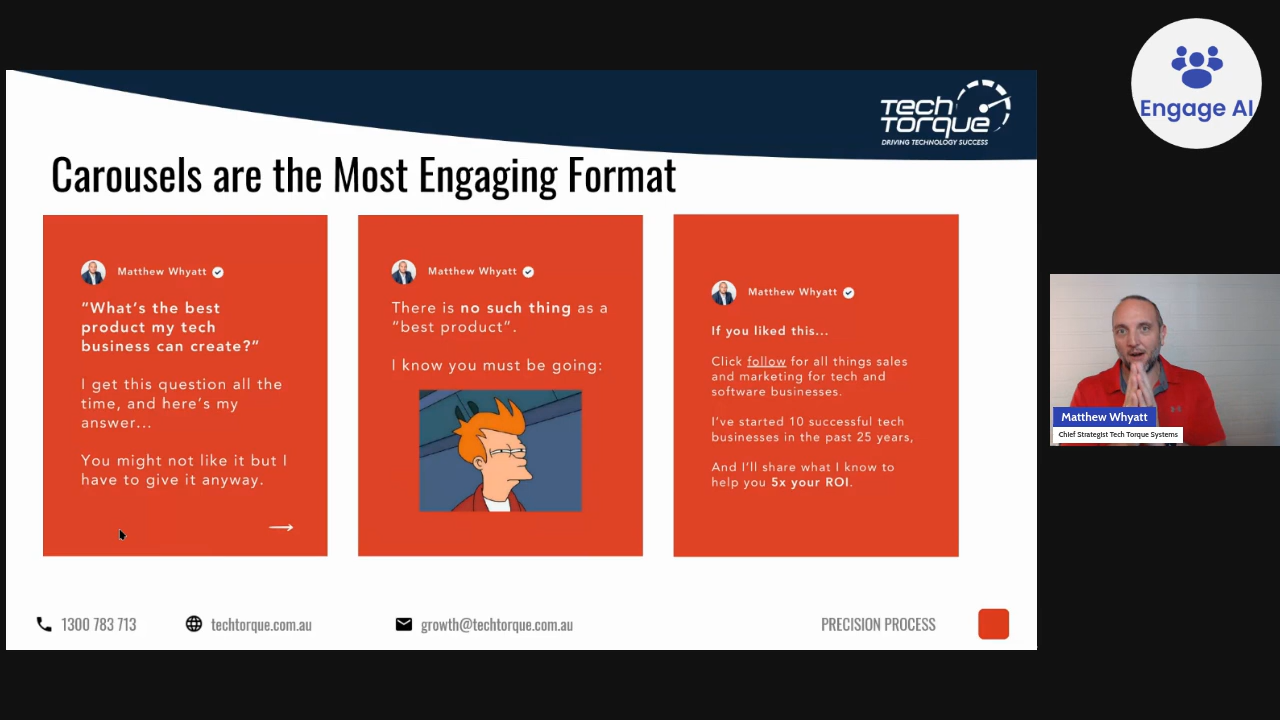 Engage AI
Tech
Torque
DRIVING TECHNOLOGY SUCCESS
Carousels are the Most Engaging Format
Matthew Whyatt
“What’s the best
product my tech
business can create?”
I get this question all the
time, and here’s my
answer...
You might not like it but I
have to give it anyway.
Matthew Whyatt
There is no such thing as a
“best product”.
I know you must be going:
Matthew Whyatt
If you liked this...
Click follow for all things sales
and marketing for tech and
software businesses.
I’ve started 10 successful tech
businesses in the past 25 years,
And I’ll share what I know to
help you 5x your ROI.
Matthew Whyatt
Chief Strategist Tech Torque Systems
1300 783 713
techtorque.com.au
growth@techtorque.com.au
PRECISION PROCESS